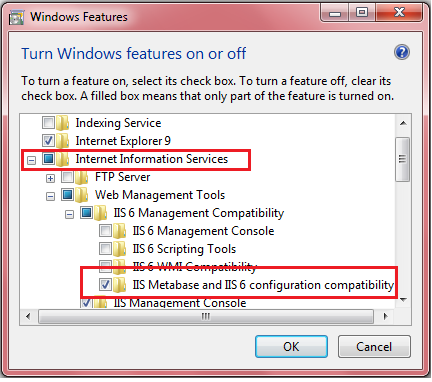 Windows Features
Turn Windows features on or off
To turn a feature on, select its check box. To turn a feature off, clear its
check box. A filled box means that only part of the feature is turned on.
Indexing Service
Internet Explorer 9
Internet Information Services
FTP Server
Web Management Tools
IIS 6 Management Compatibility
IIS 6 Management Console
IIS 6 Scripting Tools
IIS 6 WMI Compatibility
IIS Metabase and IIS 6 configuration compatibility
IIS Management Console
OK
Cancel